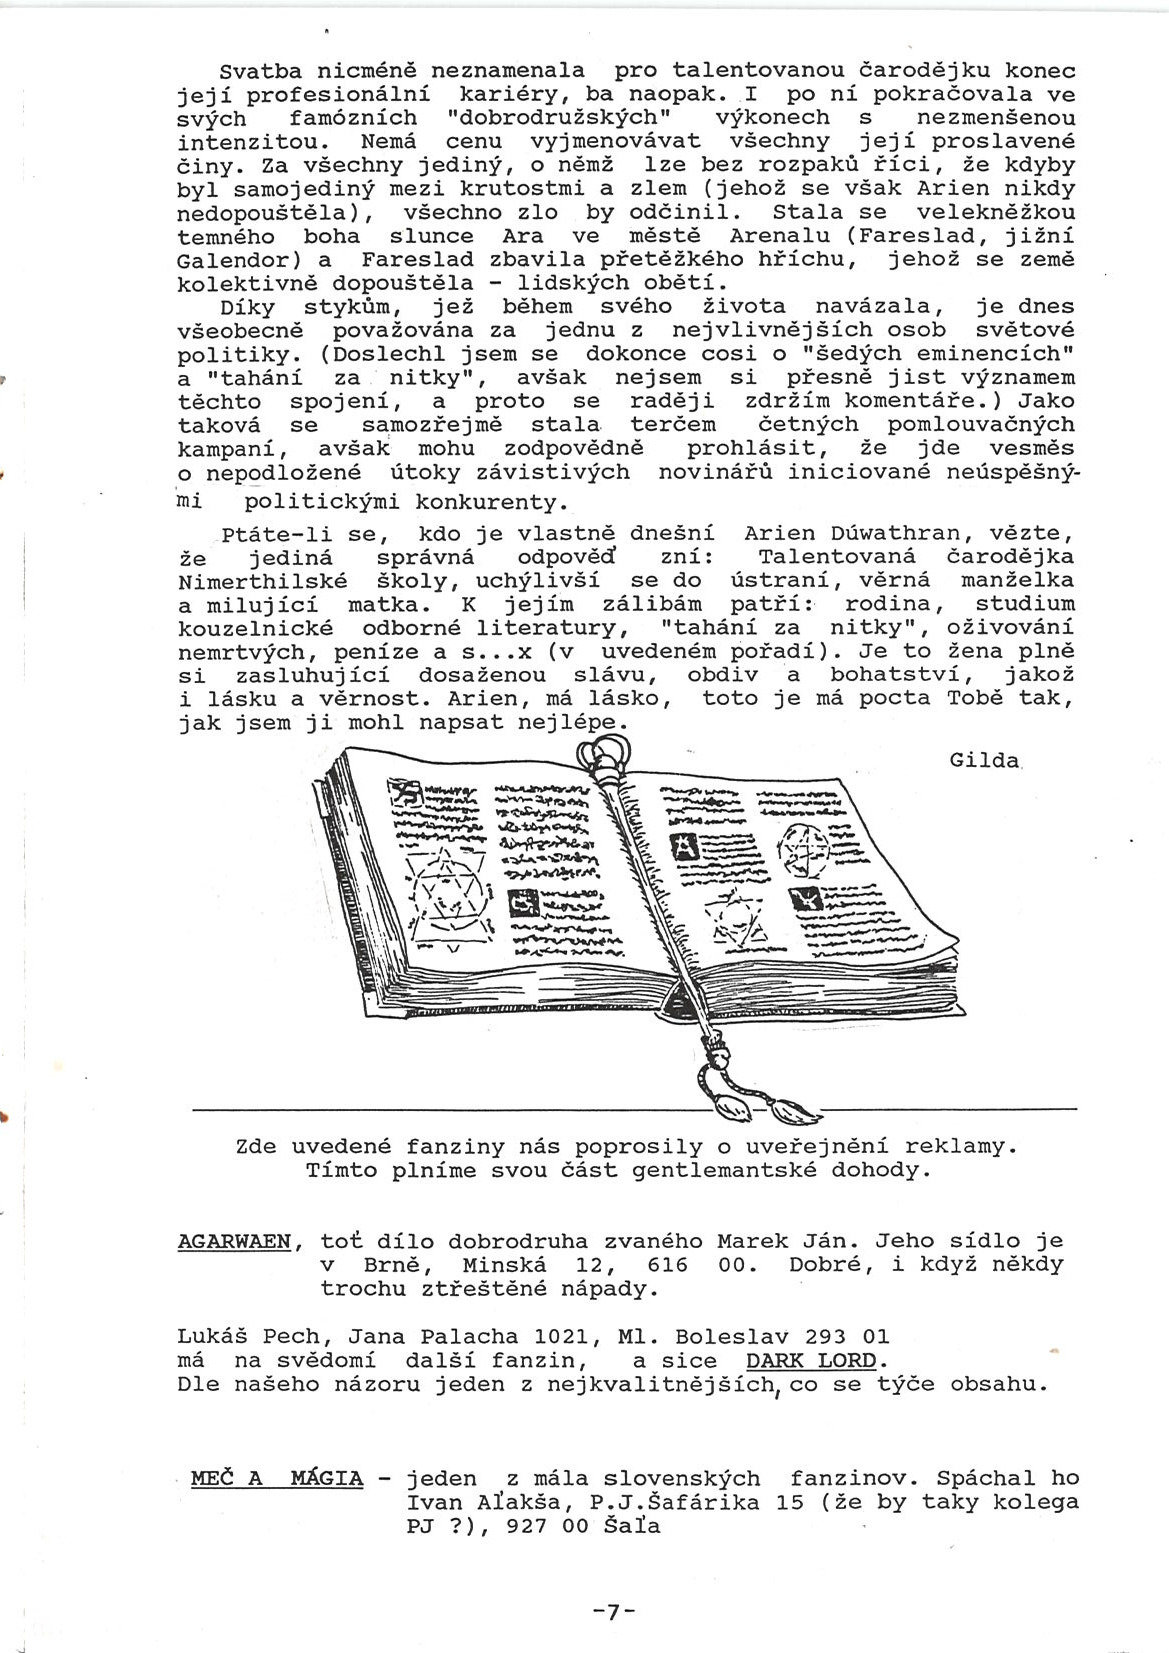 Svatba nicméně neznamenala pro talentovanou čarodějku konec
její profesionální kariéry, ba naopak. I po ní pokračovala ve
svých famózních "dobrodružských" výkonech s nezmenšenou
intenzitou. Nemá cenu vyjmenovávat všechny její proslavené
činy. Za všechny jediný, o němž lze bez rozpaků říci, že kdyby
byl samojediný mezi krutostmi a zlem (jehož se však Arien nikdy
nedopouštěla), všechno zlo by odčinil. Stala se velekněžkou
temného boha slunce Ara ve městě Arenalu (Fareslad, jižní
Galendor) a Fareslad zbavila přetěžkého hříchu, jehož se země
kolektivně dopouštěla - lidských obětí.
Díky stykům, jež během svého života navázala, je dnes
všeobecně považována za jednu z nejvlivnějších osob světové
politiky. (Doslechl jsem se dokonce cosi o "šedých eminencích"
a "tahání za nitky", avšak nejsem si přesně jist významem
těchto spojení, a proto se raději zdržím komentáře.) Jako
taková se samozřejmě stala terčem četných pomlouvačných
kampaní, avšak mohu zodpovědně prohlásit, že jde vesměs
o nepodložené útoky závistivých novinářů iniciované neúspěšný-
mi politickými konkurenty.
Ptáte-li se, kdo je vlastně dnešní Arien Dúwathran, vězte,
že jediná správná odpověď zní: Talentovaná čarodějka
Nimerthilské školy, uchýlivší se do ústraní, věrná manželka
a milující matka. K jejím zálibám patří: rodina, studium
kouzelnické odborné literatury, "tahání za nitky", oživování
nemrtvých, peníze a s...x (v uvedeném pořadí). Je to žena plně
si zasluhující dosaženou slávu, obdiv a bohatství, jakož
i lásku a věrnost. Arien, má lásko, toto je má pocta Tobě tak,
jak jsem ji mohl napsat nejlépe.
Gilda
Zde uvedené fanziny nás poprosily o uveřejnění reklamy.
Tímto plníme svou část gentlemantské dohody.
AGARWAEN, toť dílo dobrodruha zvaného Marek Ján. Jeho sídlo je
v Brně, Minská 12, 616 00. Dobré, i když někdy
trochu ztřeštěné nápady.
Lukáš Pech, Jana Palacha 1021, Ml. Boleslav 293 01
má na svědomí další fanzin, a sice DARK LORD.
Dle našeho názoru jeden z nejkvalitnějších, co se týče obsahu.
MEČ A MÁGIA - jeden z mála slovenských fanzinov. Spáchal ho
Ivan Aľakša, P.J.Šafárika 15 (že by taky kolega
PJ ?), 927 00 Šaľa
-7-